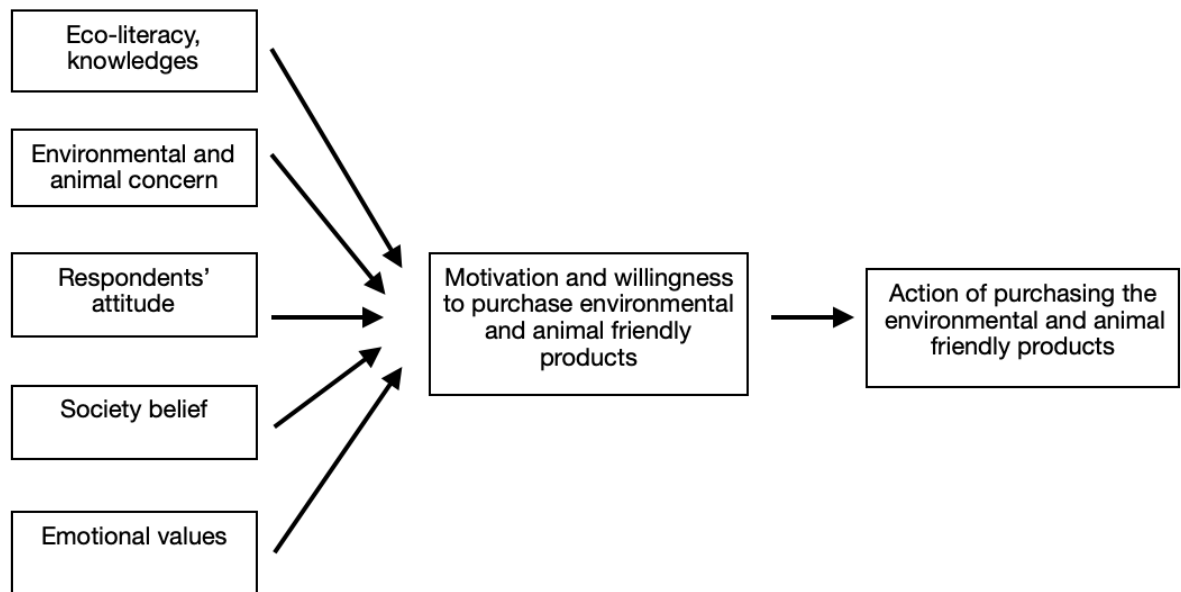 Eco-literacy,
knowledges
Environmental and
animal concern
Respondents’
attitude
Society belief
Emotional values
Motivation and willingness
to purchase environmental
and animal friendly
products
Action of purchasing the
environmental and animal
friendly products